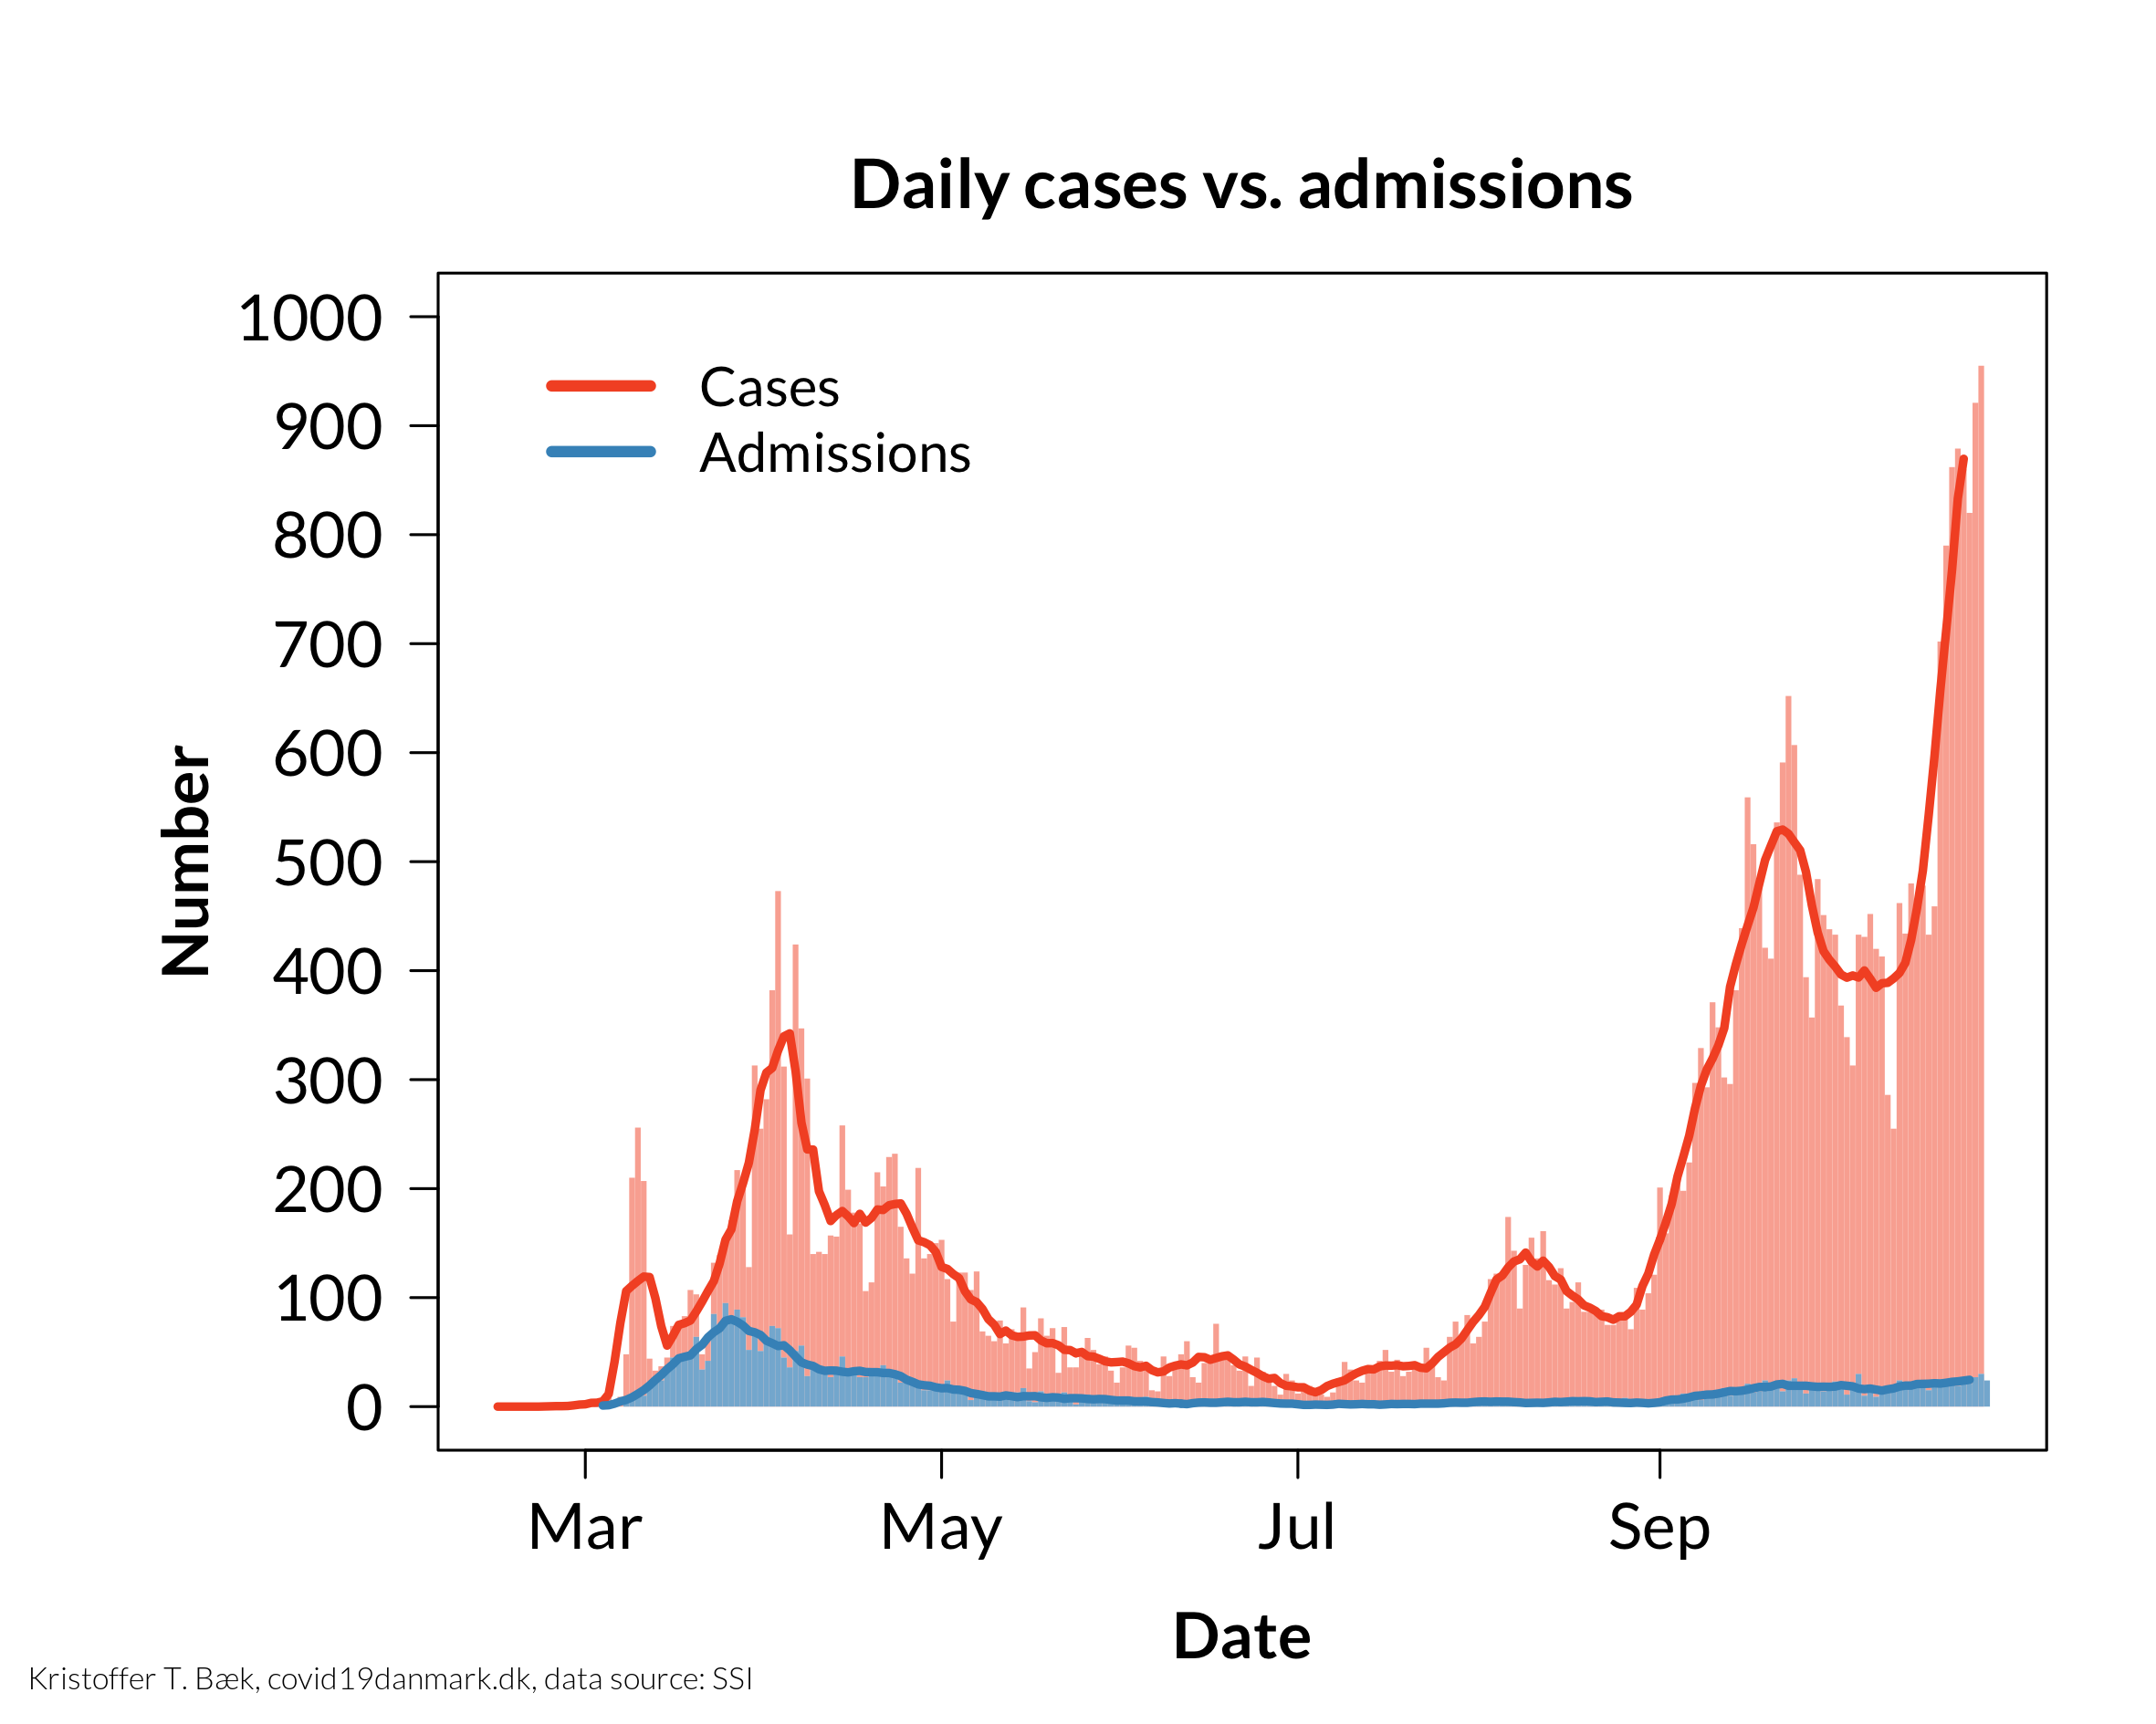 Daily cases vs. admissions
Cases
Admissions
1000
900
800
700
600
500
400
300
200
100
0
Number
Mar May Jul Sep
Date
Kristoffer T. Bæk, covid19danmark.dk, data source: SSI